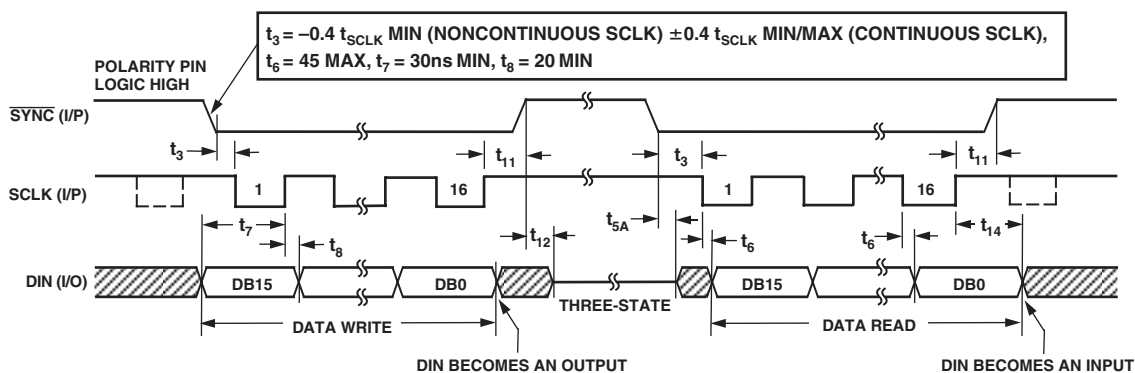 t3 = –0.4 tSCLK MIN (NONCONTINUOUS SCLK) ±0.4 tSCLK MIN/MAX (CONTINUOUS SCLK),
t6 = 45 MAX, t7 = 30ns MIN, t8 = 20 MIN
POLARITY PIN
LOGIC HIGH
SYNC (I/P)
t3
t11
t3
t11
SCLK (I/P)
1
16
1
16
t7
t8
t12
t5A
t6
t6
t14
DIN (I/O)
DB15
DB0
THREE-STATE
DB15
DB0
DATA WRITE
DATA READ
DIN BECOMES AN OUTPUT
DIN BECOMES AN INPUT